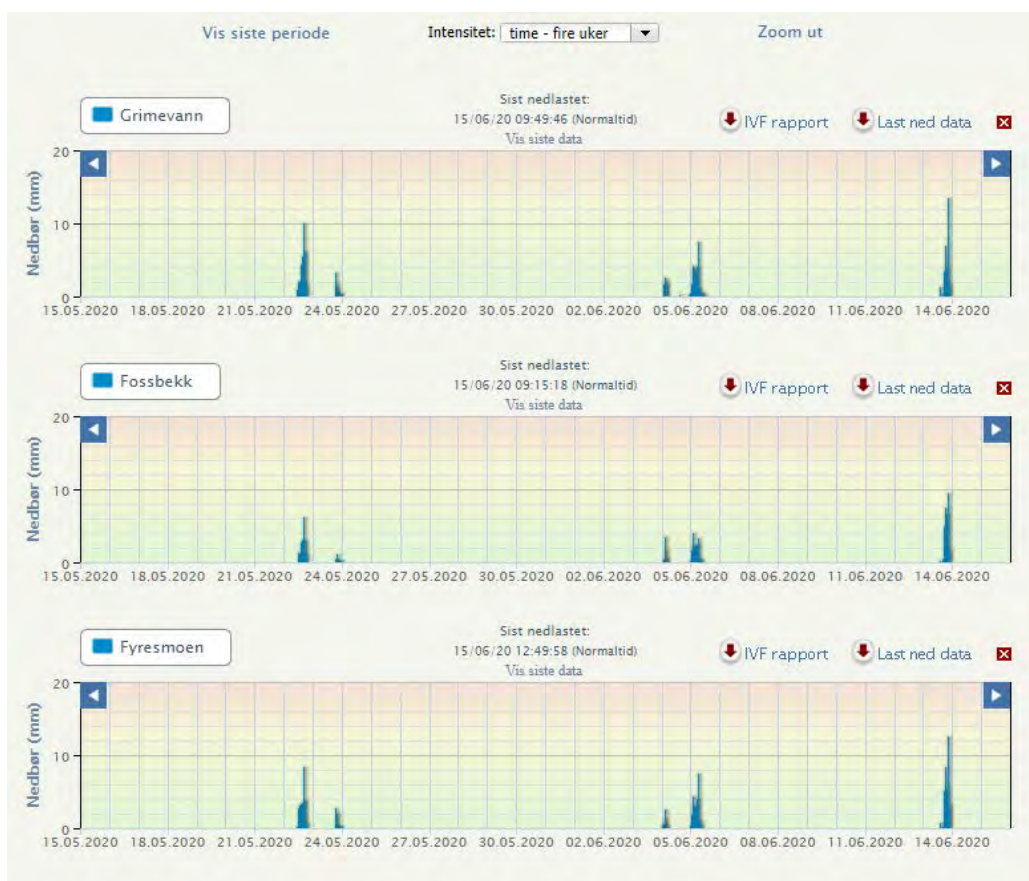 Vis siste periode Intensitet: time - fire uker Zoom ut
Grimevann
Sist nedlastet:
15/06/20 09:49:46 (Normaltid)
Vis siste data
IVF rapport Last ned data
Nedbør (mm)
20
10
0
15.05.2020 18.05.2020 21.05.2020 24.05.2020 27.05.2020 30.05.2020 02.06.2020 05.06.2020 08.06.2020 11.06.2020 14.06.2020
Fossbekk
Sist nedlastet:
15/06/20 09:15:18 (Normaltid)
Vis siste data
IVF rapport Last ned data
Nedbør (mm)
20
10
0
15.05.2020 18.05.2020 21.05.2020 24.05.2020 27.05.2020 30.05.2020 02.06.2020 05.06.2020 08.06.2020 11.06.2020 14.06.2020
Fyresmoen
Sist nedlastet:
15/06/20 12:49:58 (Normaltid)
Vis siste data
IVF rapport Last ned data
Nedbør (mm)
20
10
0
15.05.2020 18.05.2020 21.05.2020 24.05.2020 27.05.2020 30.05.2020 02.06.2020 05.06.2020 08.06.2020 11.06.2020 14.06.2020